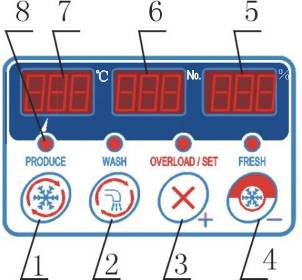 8 7 6 5
℃ No. %
PRODUCE WASH OVERLOAD / SET FRESH
+ −
1 2 3 4